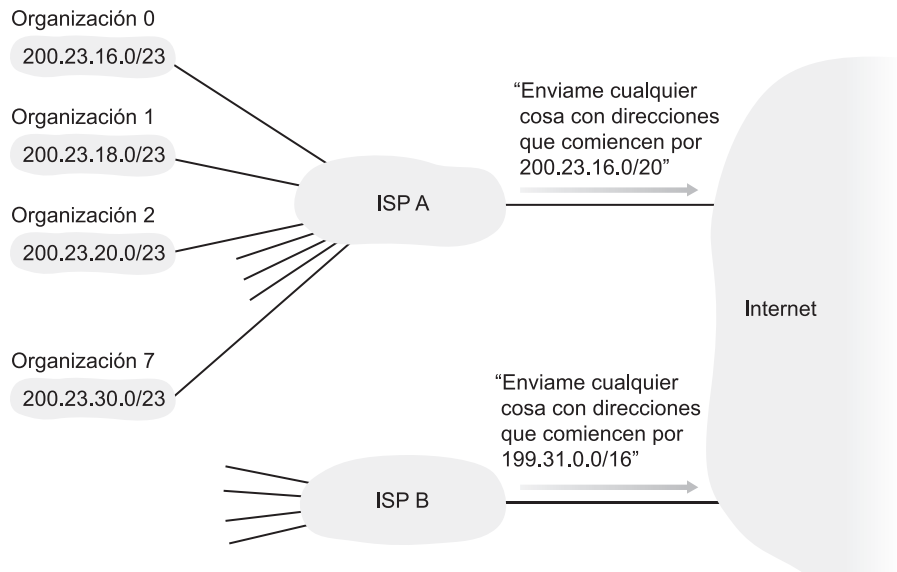 Organización 0
200.23.16.0/23
Organización 1
200.23.18.0/23
Organización 2
200.23.20.0/23
Organización 7
200.23.30.0/23
ISP A
“Enviame cualquier
cosa con direcciones
que comiencen por
200.23.16.0/20”
Internet
ISP B
“Enviame cualquier
cosa con direcciones
que comiencen por
199.31.0.0/16”